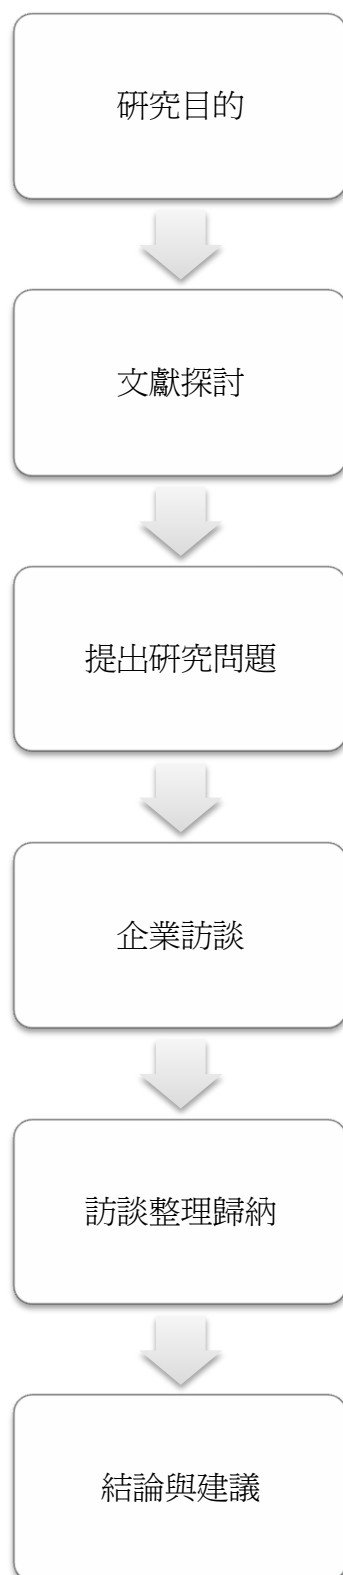 研究目的
文獻探討
提出研究問題
企業訪談
訪談整理歸納
結論與建議